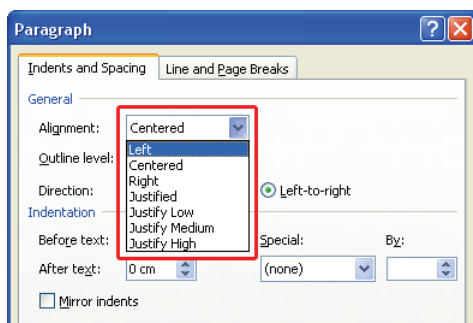 Paragraph
Indents and Spacing
Line and Page Breaks
General
Alignment:
Centered
Left
Centered
Right
Justified
Justify Low
Justify Medium
Justify High
Outline level:
Direction:
Left-to-right
Indentation
Before text:
Special:
By:
After text:
0 cm
(none)
Mirror indents